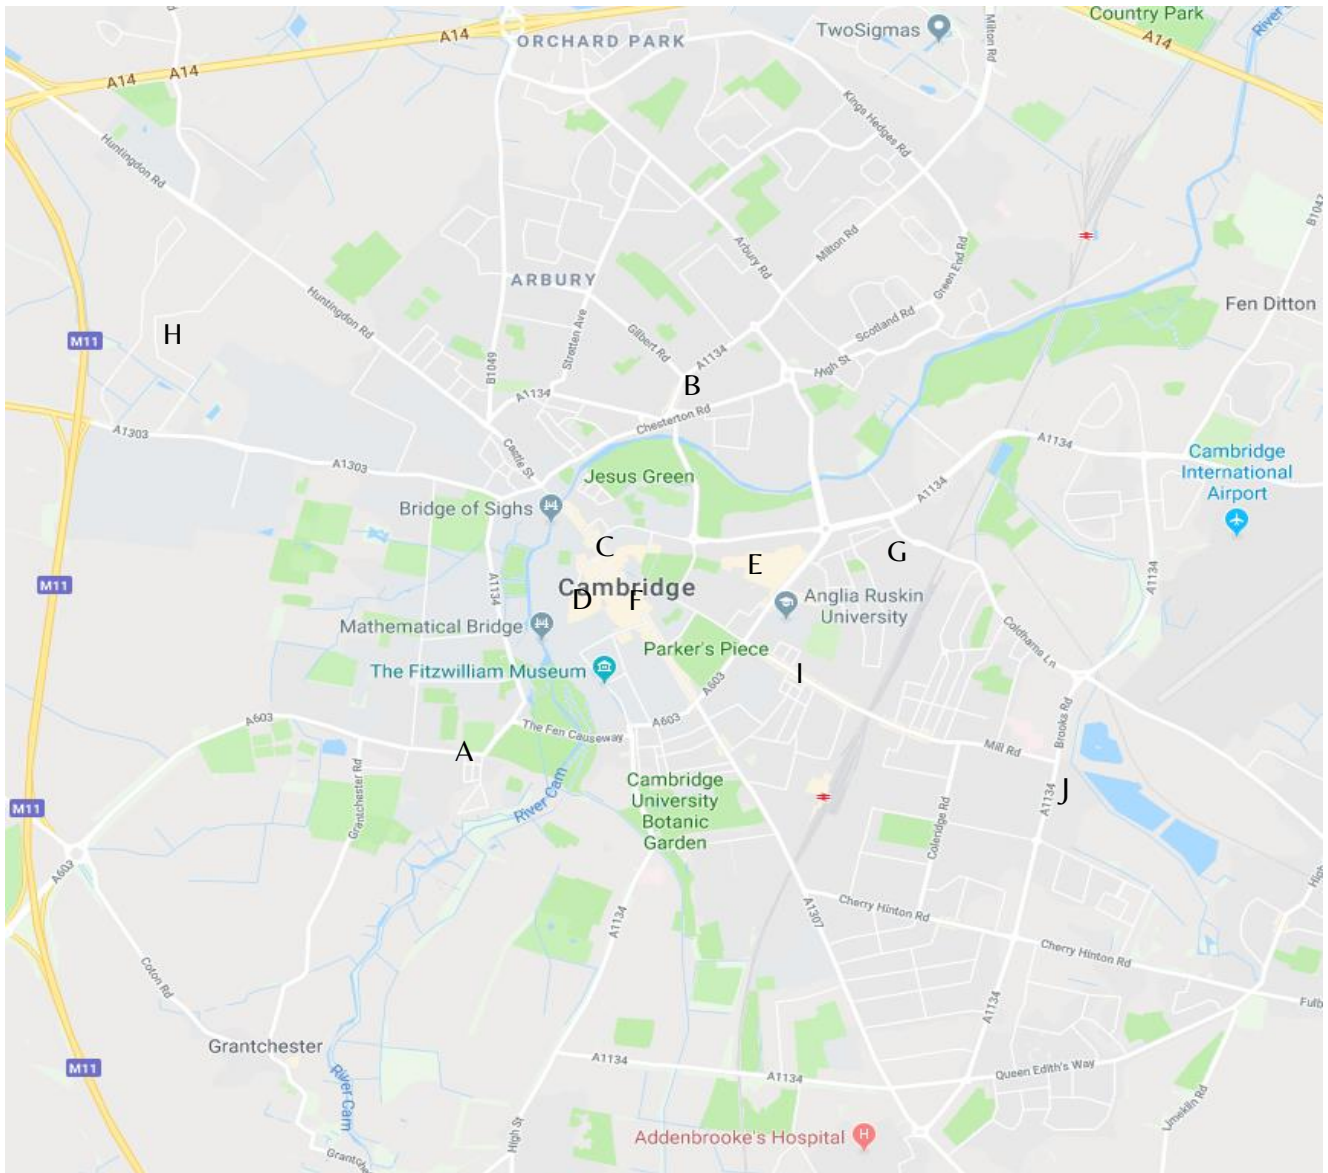 Country Park
River
TwoSigmas
A14
ORCHARD PARK
A14
Milton Rd
A14
A14
Kings Hedges Rd
Huntingdon Rd
B1047
Arbury Rd
Milton Rd
Green End Rd
ARBURY
Fen Ditton
Huntingdon Rd
Stretten Ave
Scotland Rd
H
M11
Gilbert Rd
A1134
High St
B1049
B
A1134
Chesterton Rd
A1303
Castle St
A1134
Cambridge
International
Airport
A1303
Jesus Green
A1134
Bridge of Sighs
C
G
E
M11
Cambridge
A1134
A1134
D
F
Anglia Ruskin
University
Mathematical Bridge
Coldhams Ln
Parker's Piece
The Fitzwilliam Museum
I
A603
A603
A603
The Fen Causeway
Brooks Rd
Mill Rd
A
Cambridge
University
Botanic
Garden
River Cam
Grantchester Rd
J
A1134
M11
Coleridge Rd
A603
High
A1134
A1307
Cherry Hinton Rd
Cherry Hinton Rd
Coton Rd
A1134
Fulb
Grantchester
M11
A1134
A1134
Queen Edith's Way
River Cam
Limekiln Rd
High St
Addenbrooke's Hospital
H
Grantche